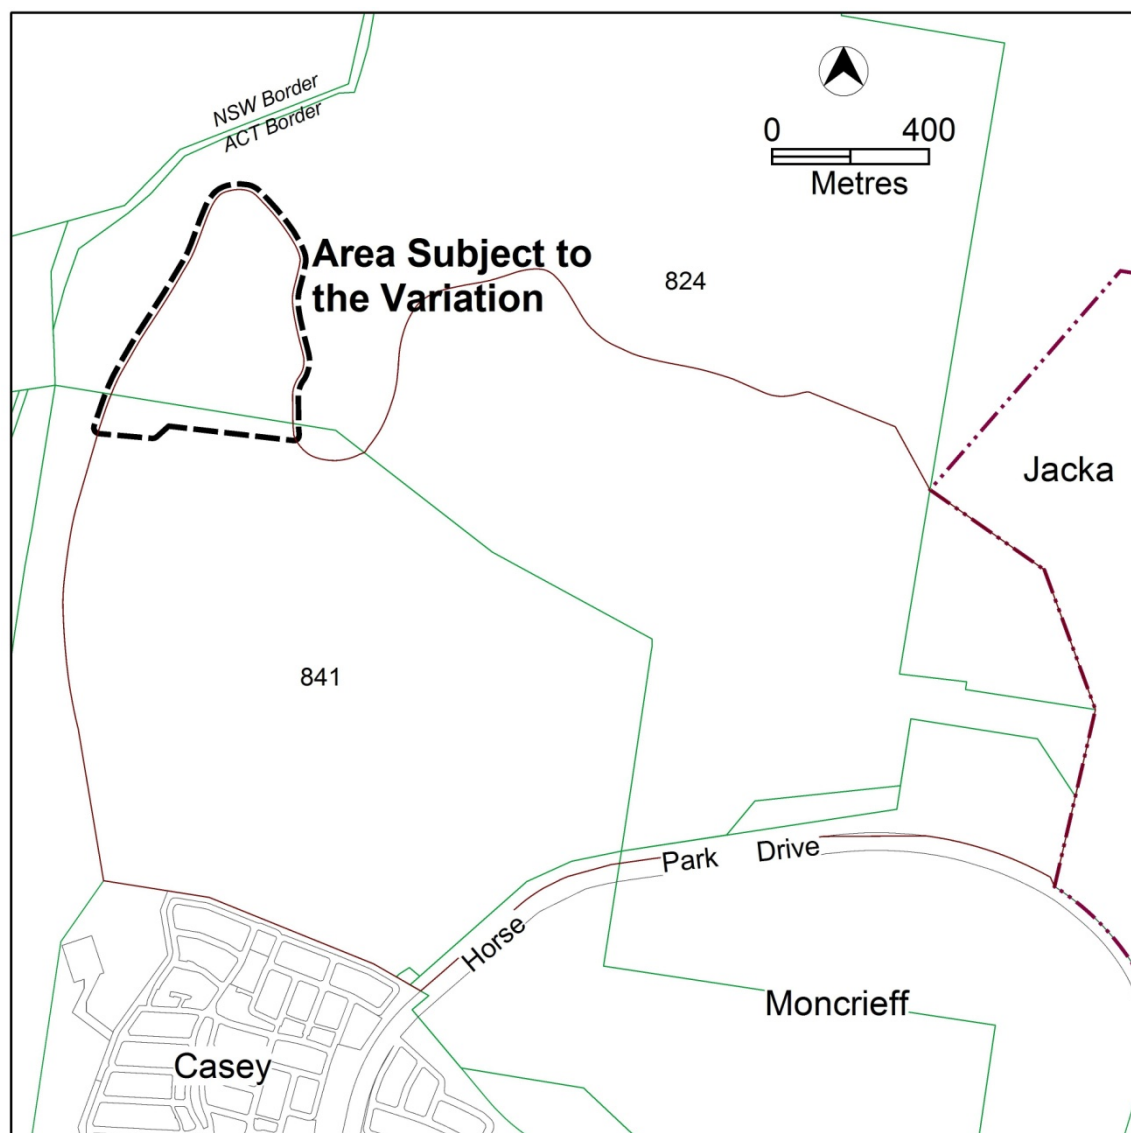 NSW Border
ACT Border
0 400
Metres
Area Subject to
the Variation
824
Jacka
841
Horse Park Drive
Moncrieff
Casey